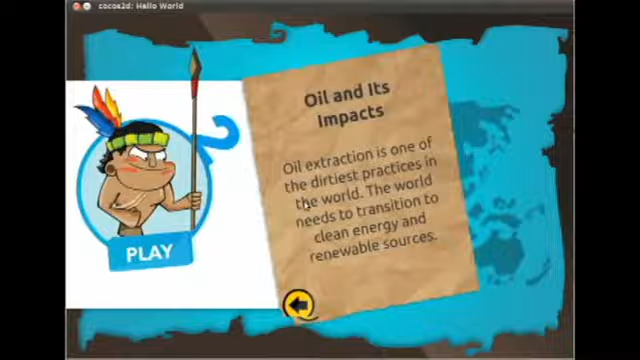 cocos2d: Hello World
Oil and Its
Impacts
Oil extraction is one of
the dirtiest practices in
the world. The world
needs to transition to
clean energy and
renewable sources.
PLAY